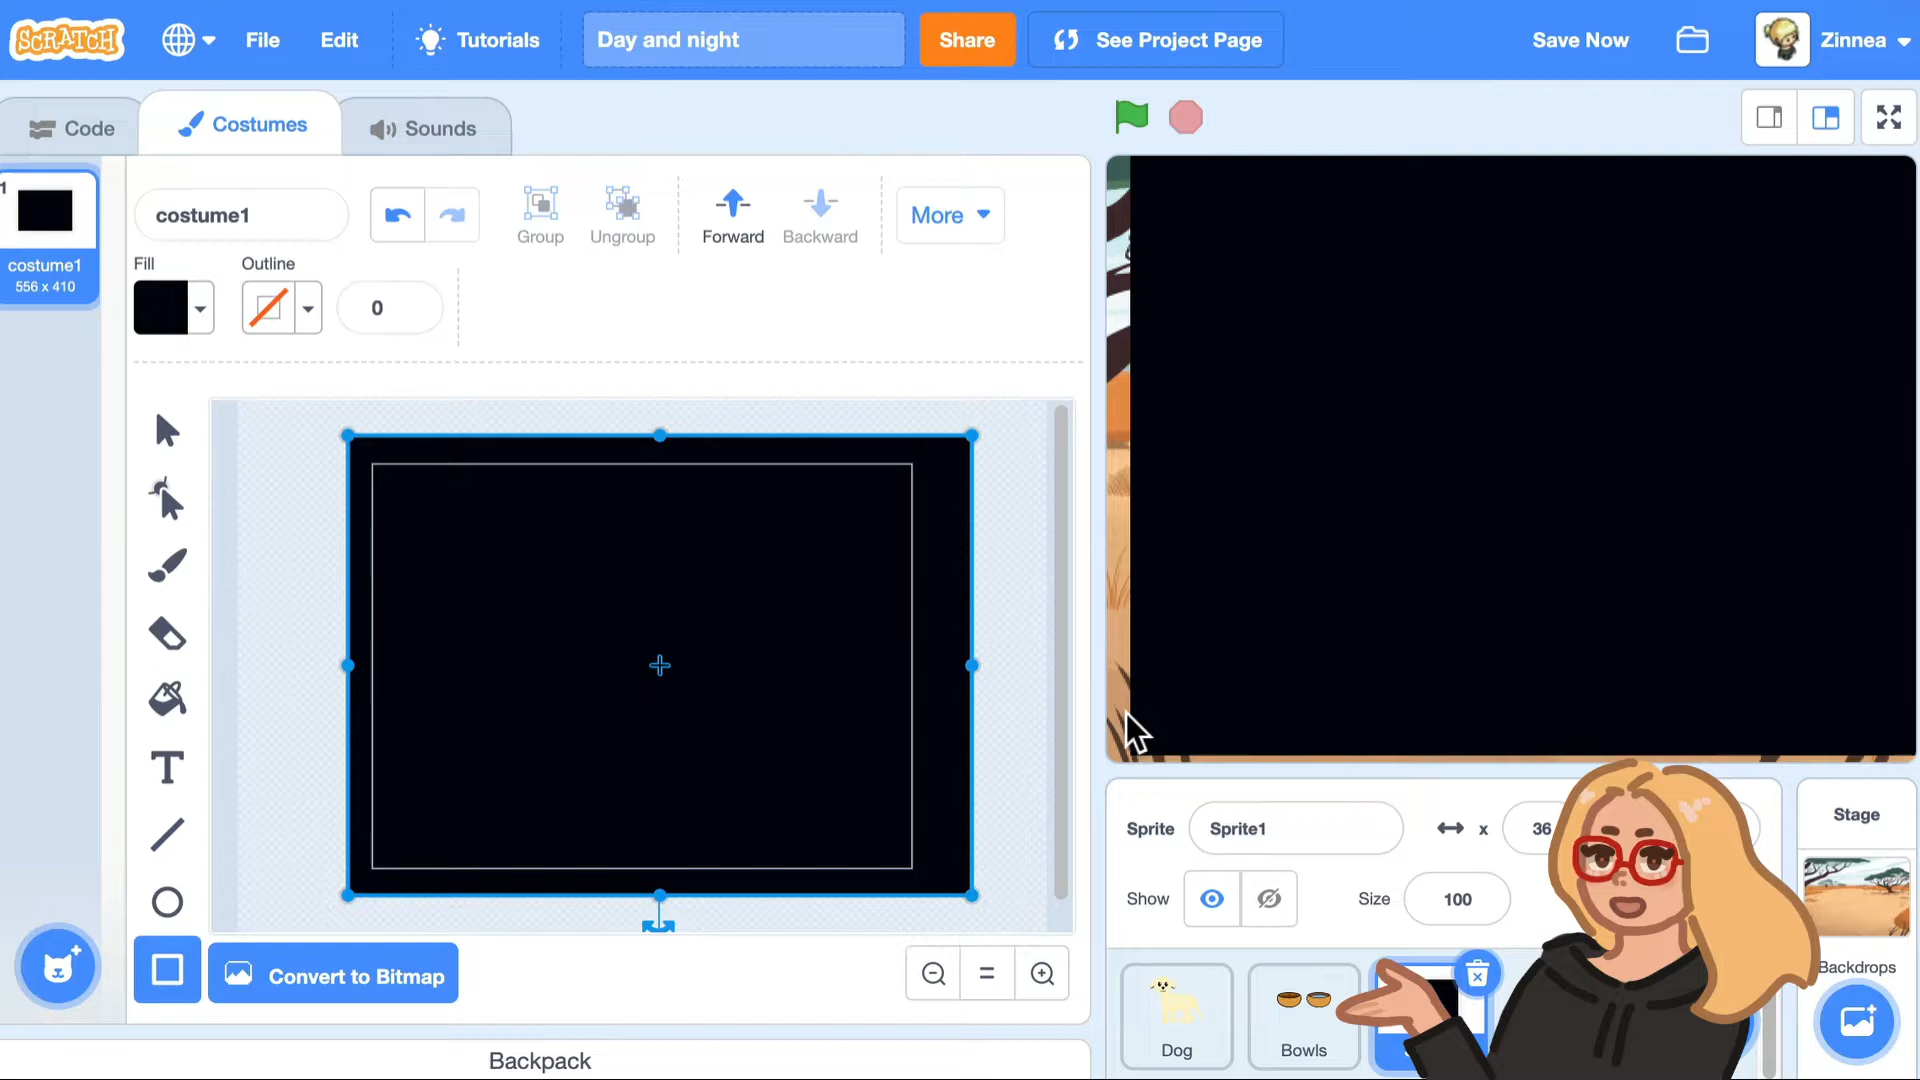 SCRATCH
File
Edit
Tutorials
Day and night
Share
See Project Page
Save Now
Zinnea
Code
Costumes
Sounds
1
costume1
556 x 410
costume1
Group
Ungroup
Forward
Backward
More
Fill
Outline
0
T
Convert to Bitmap
=
Backpack
Sprite
Sprite1
x
36
Show
Size
100
Stage
Backdrops
Dog
Bowls